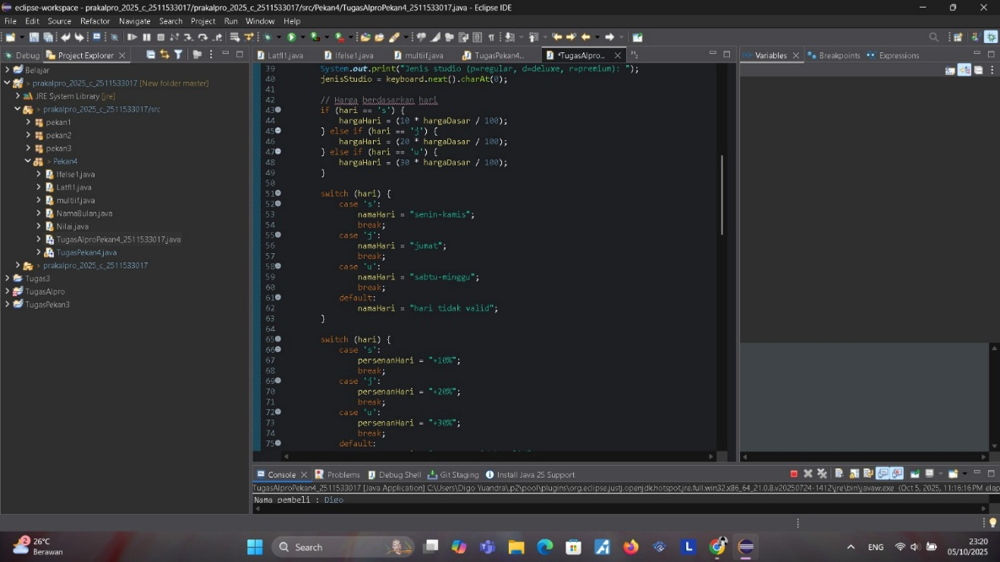 eclipse-workspace - prakalpro_2025_c_2511533017/prakalpro_2025_c_2511533017/src/Pekan4/TugasAlproPekan4_2511533017.java - Eclipse IDE
File Edit Source Refactor Navigate Search Project Run Window Help
Debug Project Explorer
Belajar
> prakalpro_2025_c_2511533017 [New folder master]
JRE System Library [jre]
> prakalpro_2025_c_2511533017/src
pekan1
pekan2
pekan3
> Pekan4
Ifelse1.java
Latfl1.java
multiif.java
NamaBulan.java
Nilai.java
TugasAlproPekan4_2511533017.java
TugasPekan4.java
> prakalpro_2025_c_2511533017
Tugas3
TugasAlpro
TugasPekan3
Latfl1.java Ifelse1.java multiif.java TugasPekan4... *TugasAlpro...
39 System.out.print("Jenis studio (p=regular, d=deluxe, r=premium): ");
40 jenisStudio = keyboard.next().charAt(0);
41
42 // Harga berdasarkan hari
43 if (hari == 's') {
44 hargaHari = (10 * hargaDasar / 100);
45 } else if (hari == 'j') {
46 hargaHari = (20 * hargaDasar / 100);
47 } else if (hari == 'u') {
48 hargaHari = (30 * hargaDasar / 100);
49 }
50
51 switch (hari) {
52 case 's':
53 namaHari = "senin-kamis";
54 break;
55 case 'j':
56 namaHari = "jumat";
57 break;
58 case 'u':
59 namaHari = "sabtu-minggu";
60 break;
61 default:
62 namaHari = "hari tidak valid";
63 }
64
65 switch (hari) {
66 case 's':
67 persenanHari = "+10%";
68 break;
69 case 'j':
70 persenanHari = "+20%";
71 break;
72 case 'u':
73 persenanHari = "+30%";
74 break;
75 default:
Variables Breakpoints Expressions
Console Problems Debug Shell Git Staging Install Java 25 Support
TugasAlproPekan4_2511533017 [Java Application] C:\Users\Digo Yuandra\.p2\pool\plugins\org.eclipse.justj.openjdk.hotspot.jre.full.win32.x86_64_21.0.8.v20250724-1412\jre\bin\javaw.exe (Oct 5, 2025, 11:16:16 PM elap
Nama pembeli : Digo
2
26°C
Berawan
Search
ENG
23:20
05/10/2025